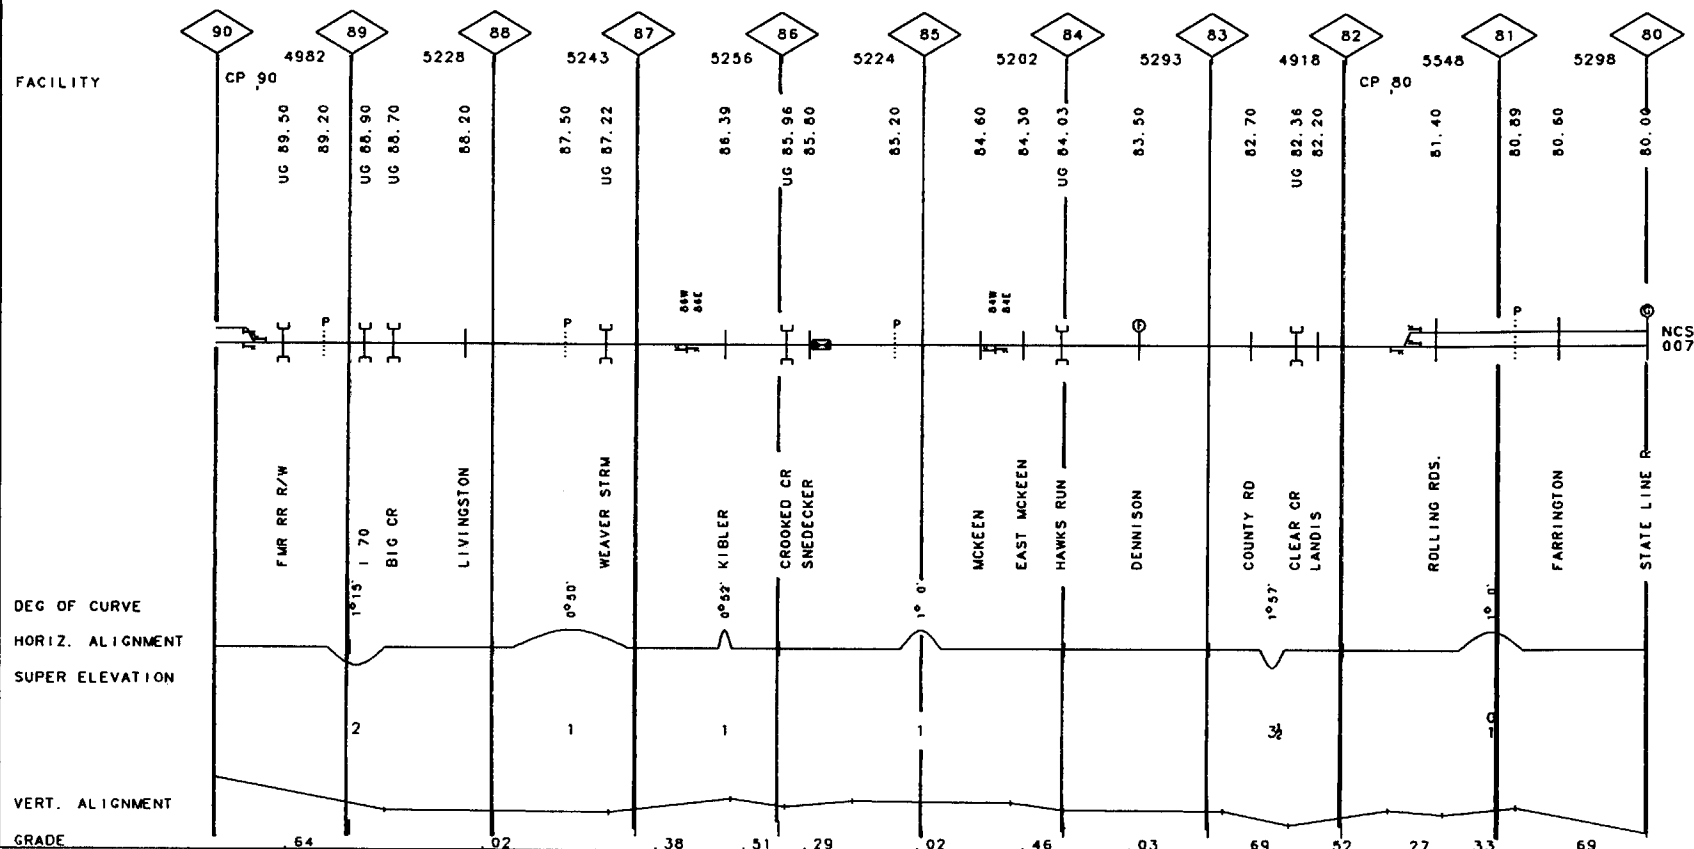 90 89 88 87 86 85 84 83 82 81 80
4982 5228 5243 5256 5224 5202 5293 4918 5548 5298
FACILITY
CP 90
CP 80
UG 89.50
89.20
UG 88.90
UG 88.70
88.20
87.50
UG 87.22
86.39
UG 85.96
85.80
85.20
84.60
84.30
UG 84.03
83.50
82.70
UG 82.36
82.20
81.40
80.89
80.60
80.00
86W
86E
84W
84E
P P P F P G
NCS
007
FMR RR R/W
I 70
BIG CR
LIVINGSTON
WEAVER STRM
KIBLER
CROOKED CR
SNEDECKER
MCKEEN
EAST MCKEEN
HAWKS RUN
DENNISON
COUNTY RD
CLEAR CR
LANDIS
ROLLING RDS.
FARRINGTON
STATE LINE R
DEG OF CURVE
1°15' 0°50' 0°52' 1° 0' 1°57' 1° 0'
HORIZ. ALIGNMENT
SUPER ELEVATION
2 1 1 1 3½ 0
1
VERT. ALIGNMENT
GRADE .64 .02 .38 .51 .29 .02 .46 .03 .69 .52 .27 .33 .69